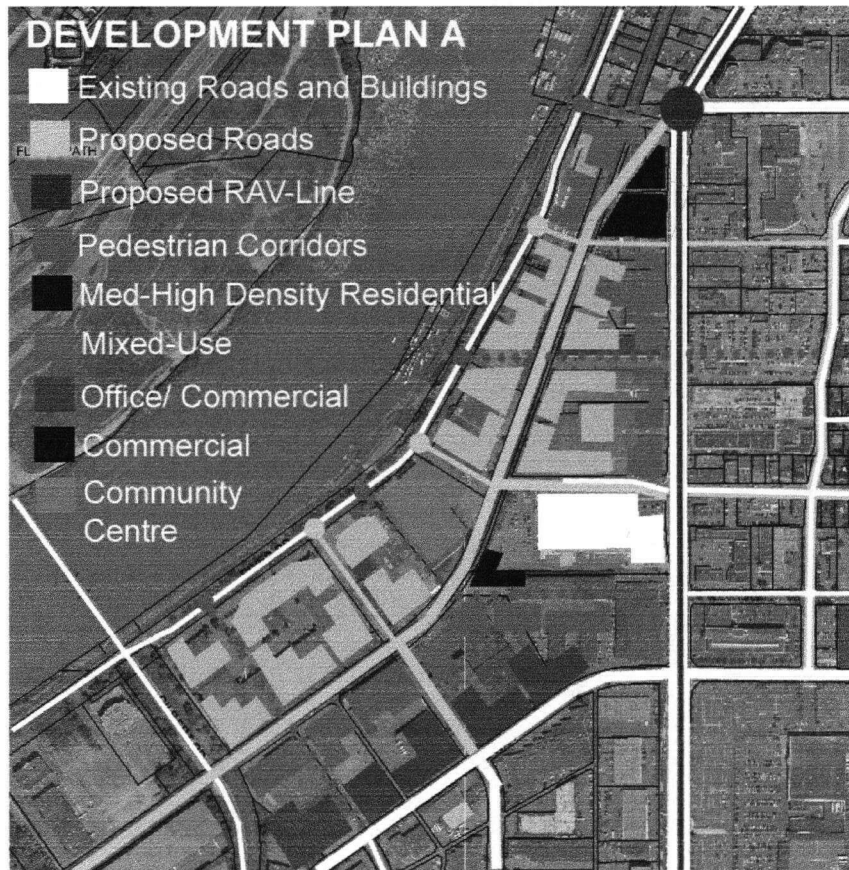 DEVELOPMENT PLAN A
Existing Roads and Buildings
Proposed Roads
Proposed RAV-Line
Pedestrian Corridors
Med-High Density Residential
Mixed-Use
Office/ Commercial
Commercial
Community
Centre